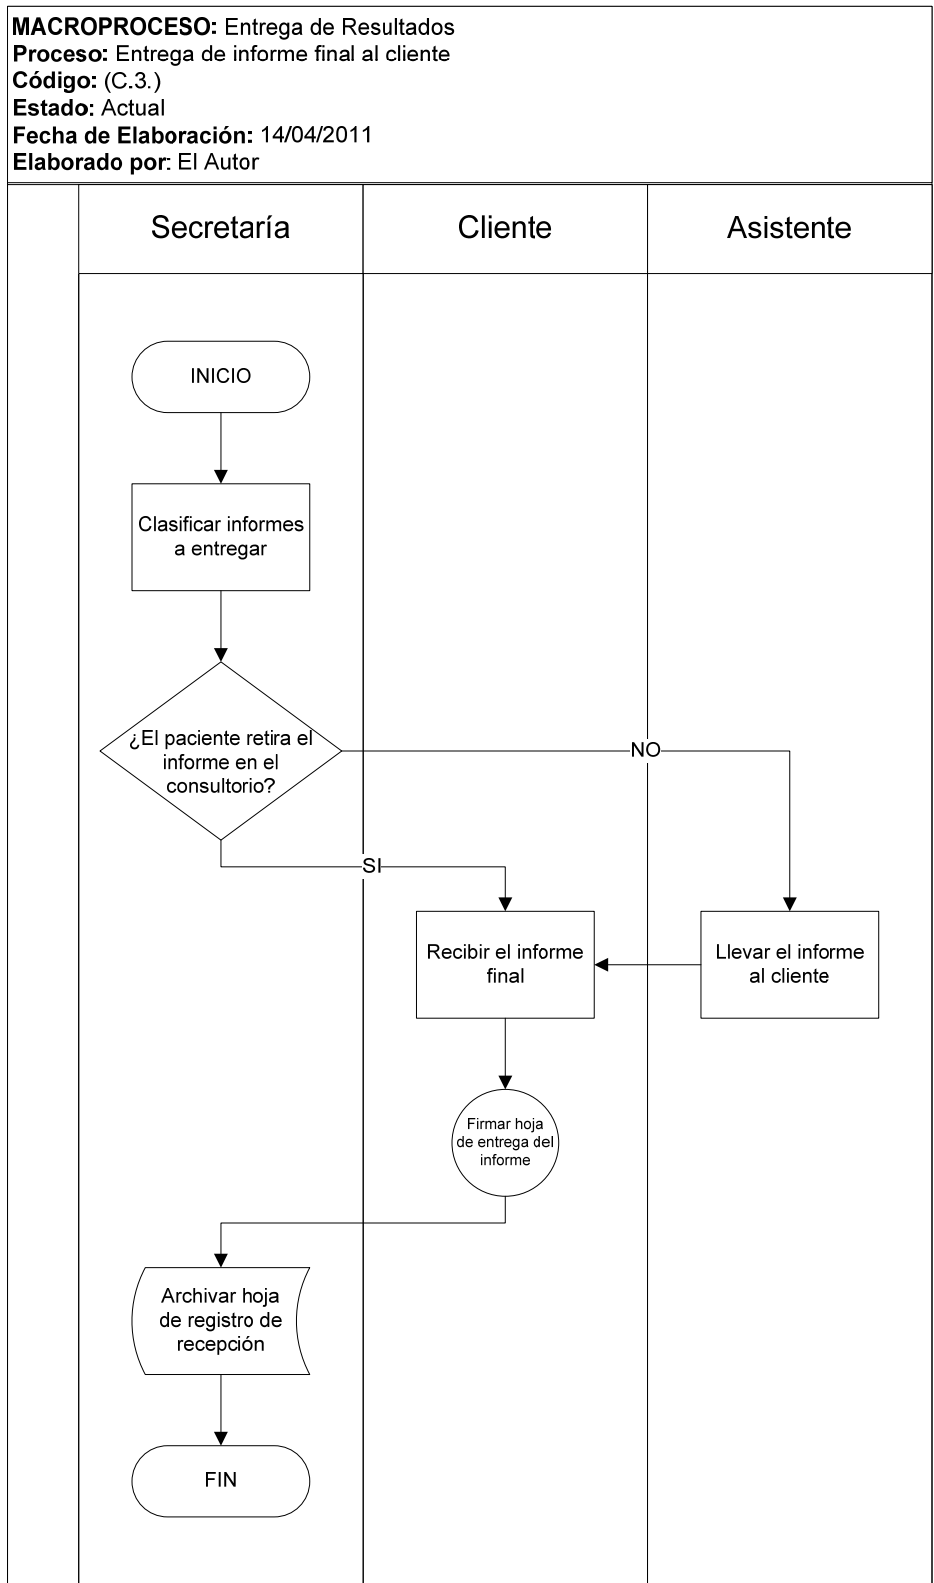 MACROPROCESO: Entrega de Resultados
Proceso: Entrega de informe final al cliente
Código: (C.3.)
Estado: Actual
Fecha de Elaboración: 14/04/2011
Elaborado por: El Autor
Secretaría
Cliente
Asistente
INICIO
Clasificar informes
a entregar
¿El paciente retira el
informe en el
consultorio?
NO
SI
Recibir el informe
final
Llevar el informe
al cliente
Firmar hoja
de entrega del
informe
Archivar hoja
de registro de
recepción
FIN